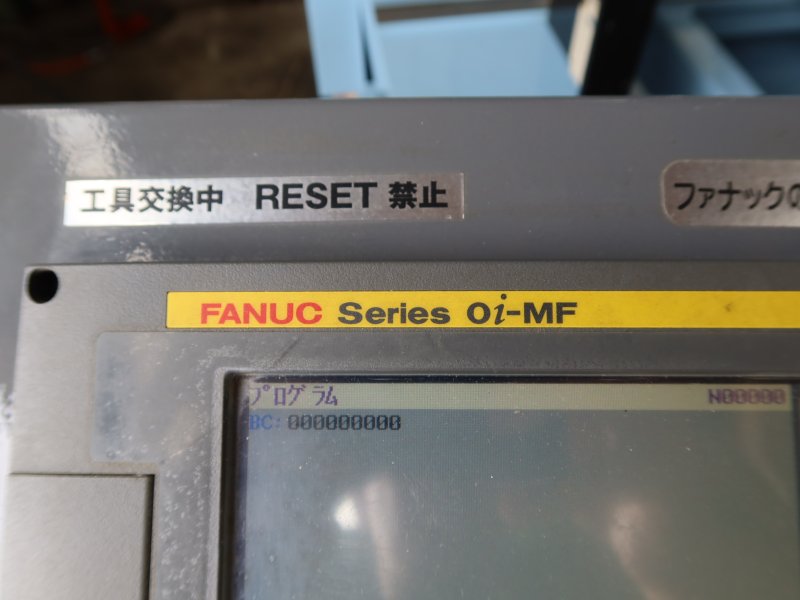 工具交換中 RESET 禁止
ファナックの
FANUC Series 0i-MF
プログラム N00000
BC: 000000000